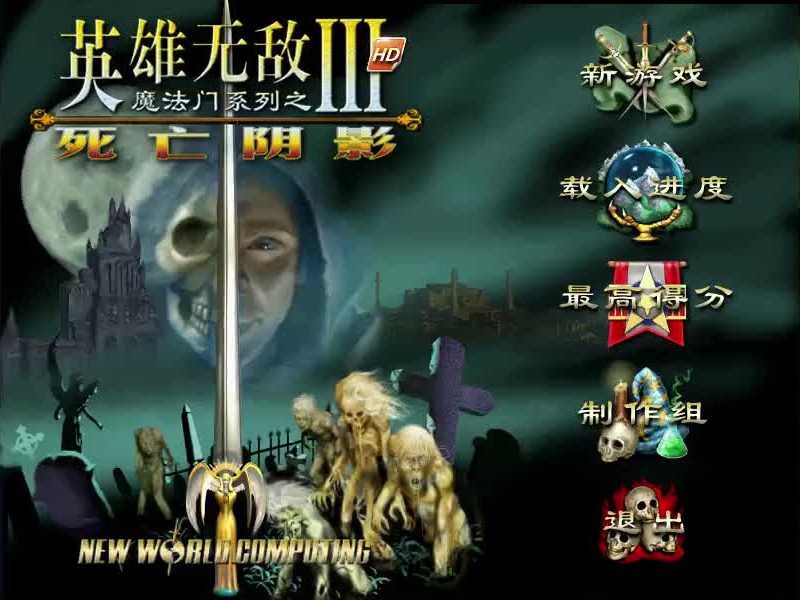 英雄无敌III
HD
魔法门系列之
死亡阴影
新游戏
载入进度
最高得分
制作组
退出
NEW WORLD COMPUTING